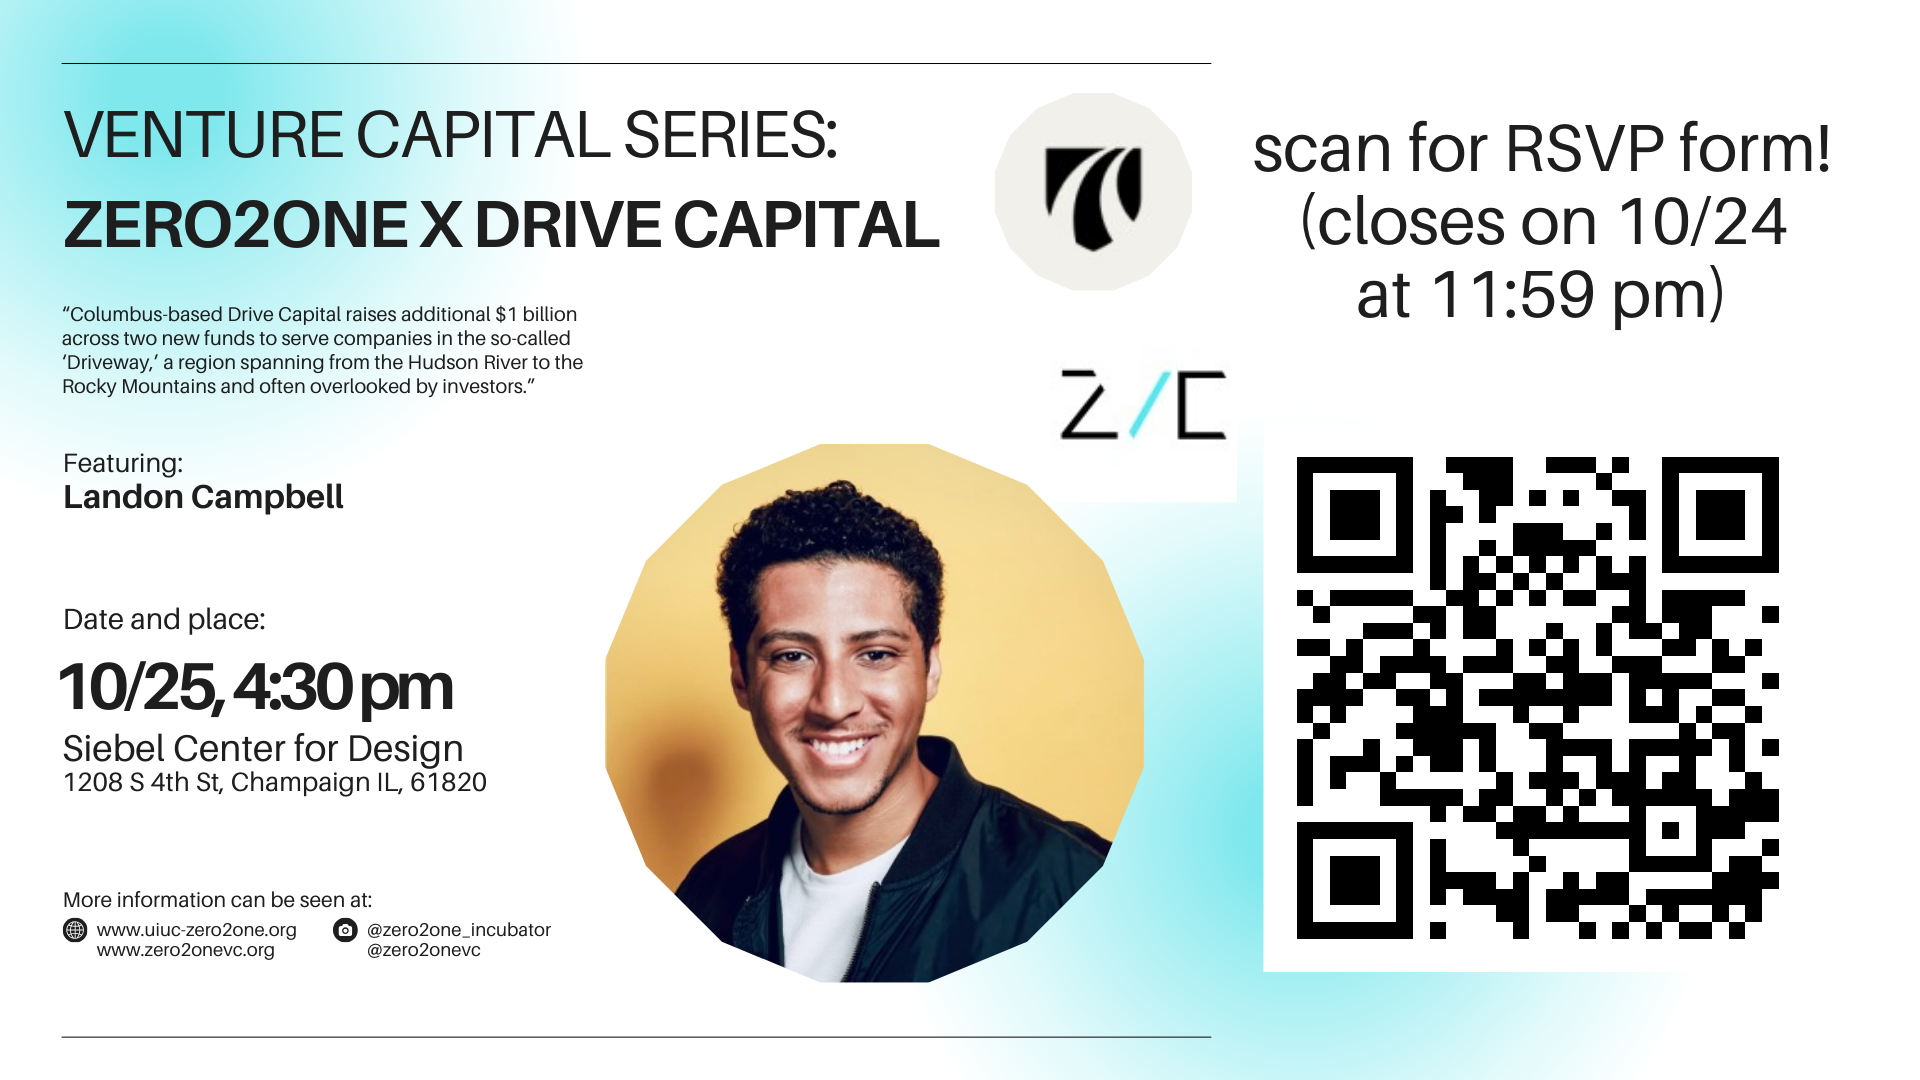 VENTURE CAPITAL SERIES:
ZERO2ONE X DRIVE CAPITAL
“Columbus-based Drive Capital raises additional $1 billion
across two new funds to serve companies in the so-called
‘Driveway,’ a region spanning from the Hudson River to the
Rocky Mountains and often overlooked by investors.”
Featuring:
Landon Campbell
Date and place:
10/25, 4:30 pm
Siebel Center for Design
1208 S 4th St, Champaign IL, 61820
More information can be seen at:
www.uiuc-zero2one.org
www.zero2onevc.org
@zero2one_incubator
@zero2onevc
scan for RSVP form!
(closes on 10/24
at 11:59 pm)